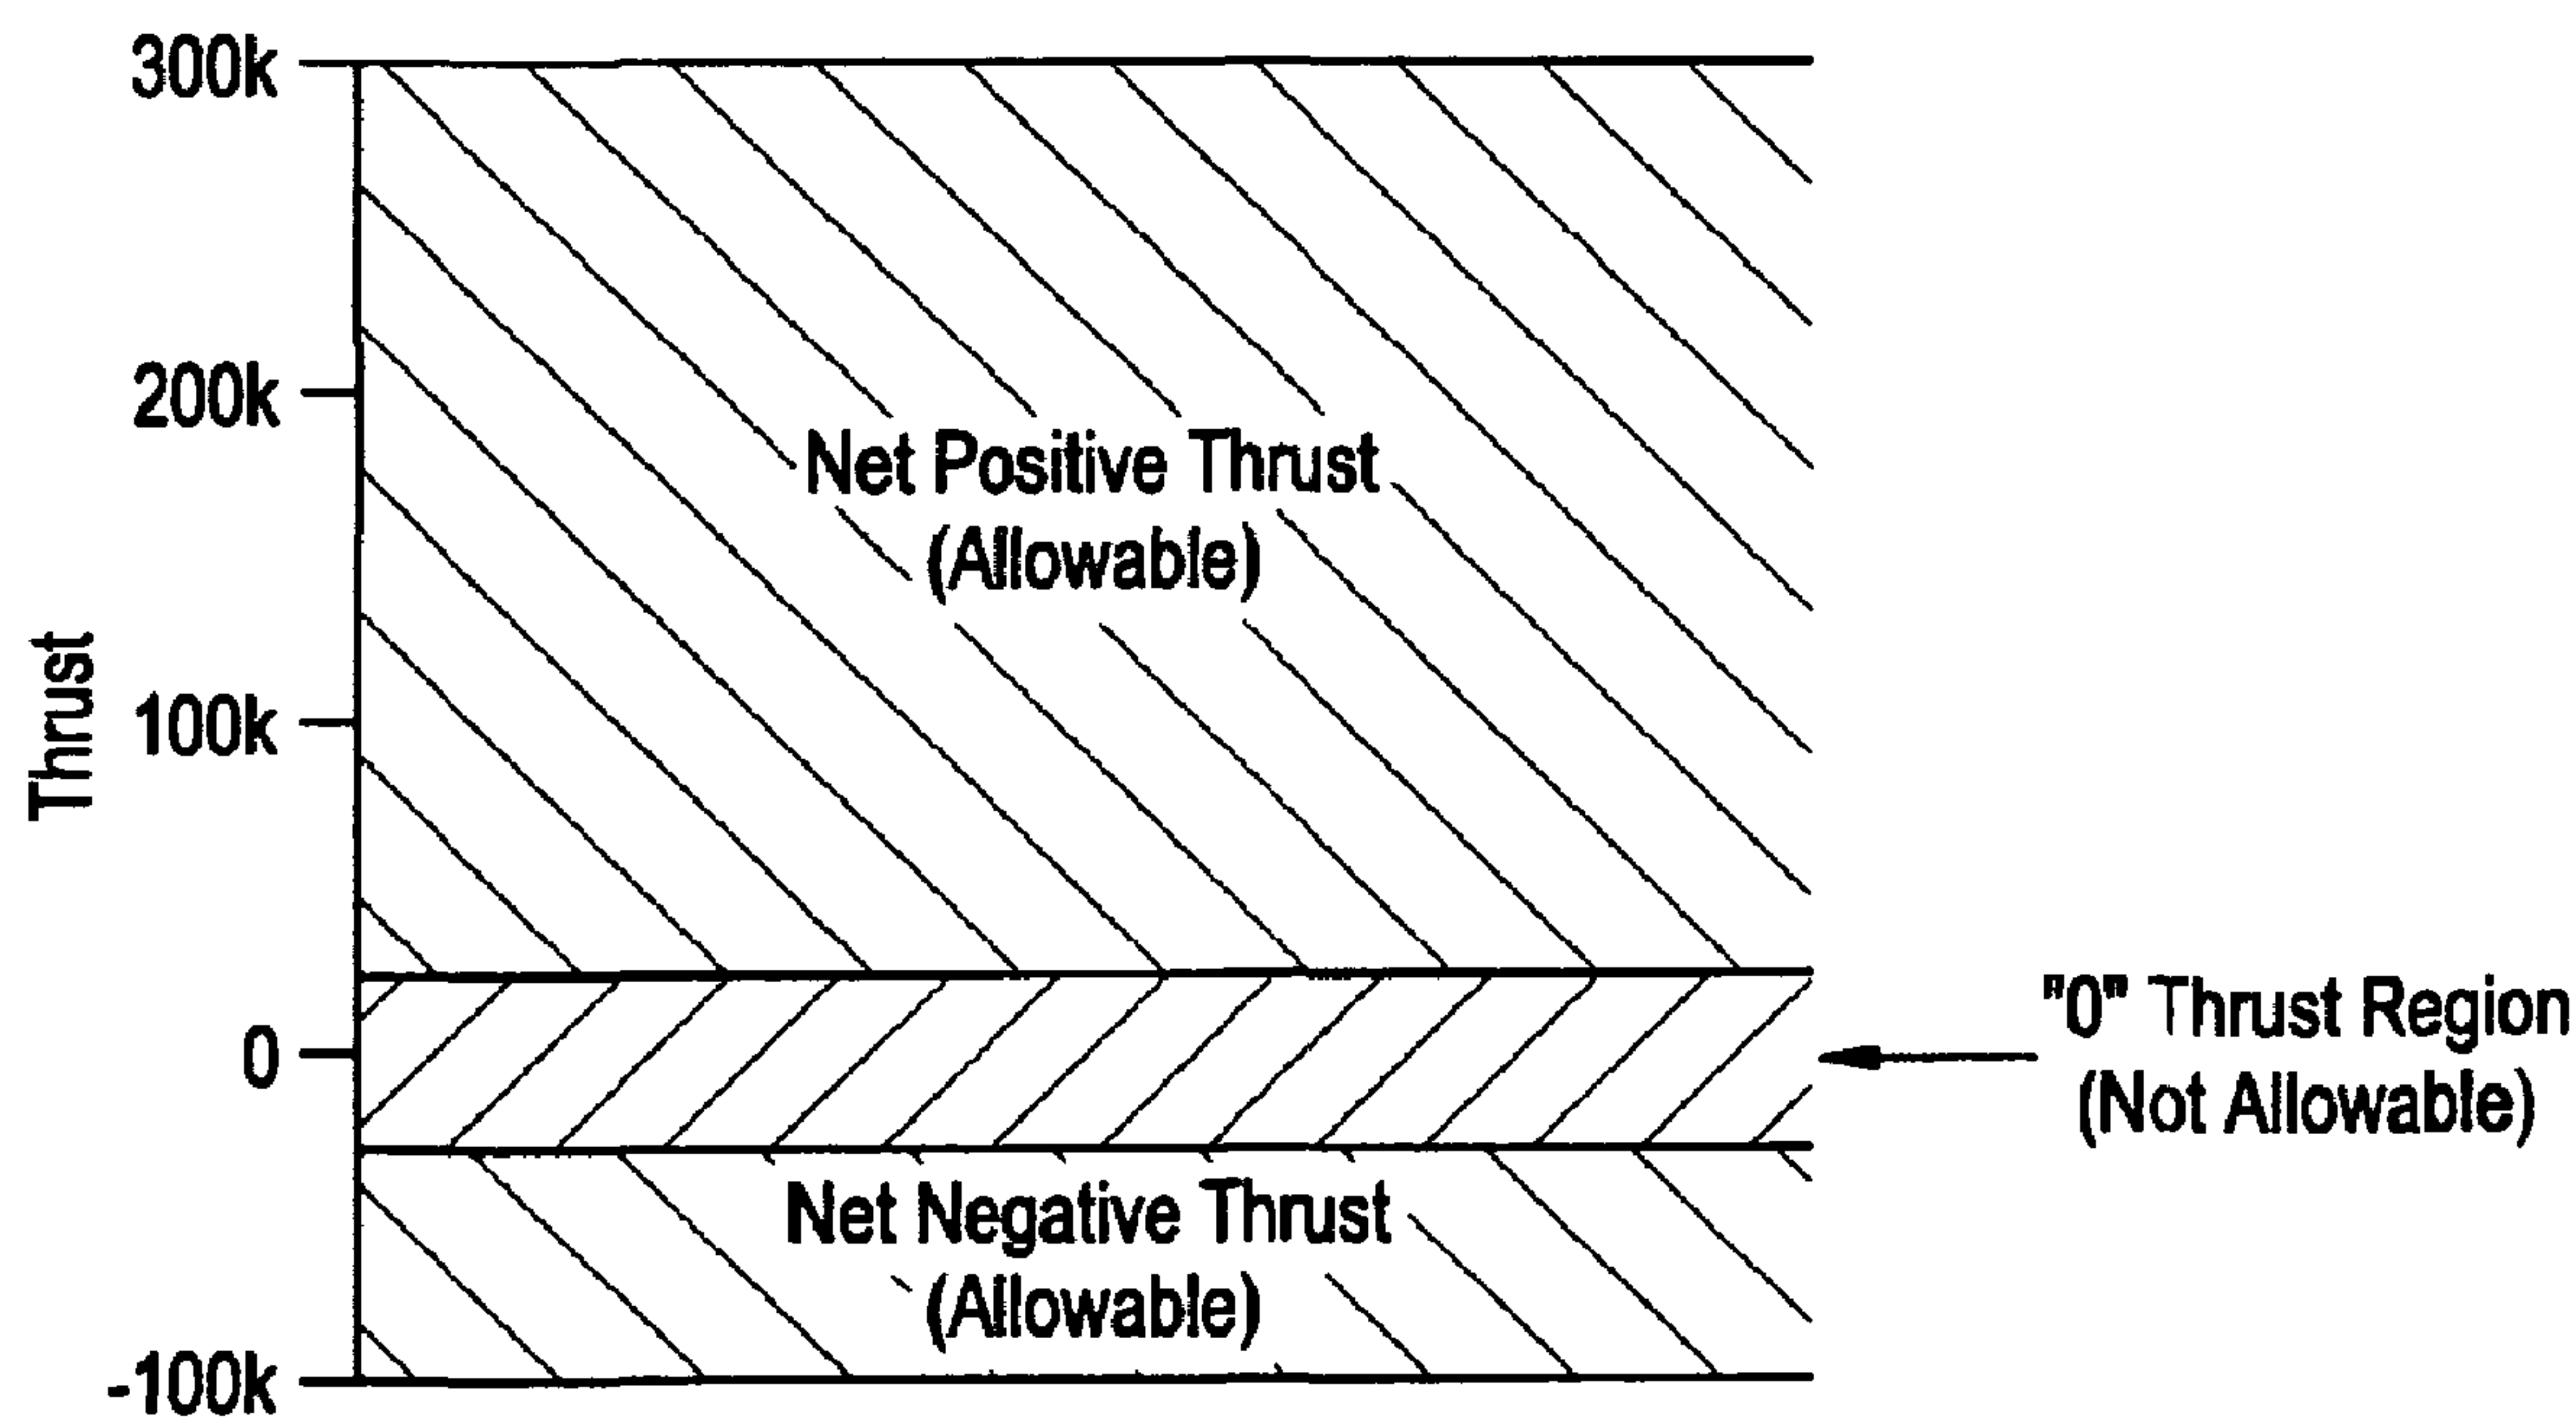 300k
200k
100k
0
-100k
Thrust
Net Positive Thrust
(Allowable)
"0" Thrust Region
(Not Allowable)
Net Negative Thrust
(Allowable)